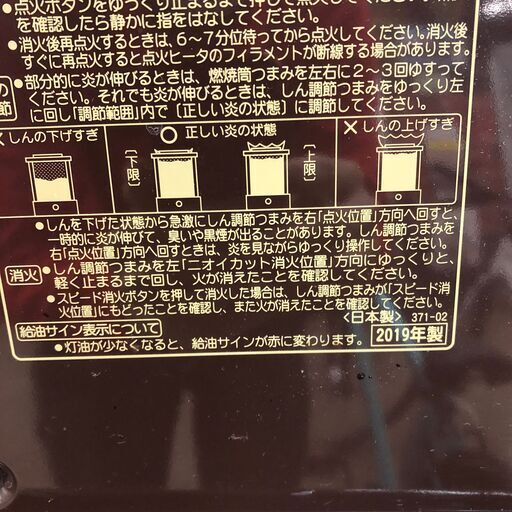 ●点火ボタンをゆっくり止まるまで押して点火してください。
を確認したら静かに指をはなしてください。
●消火後再点火するときは、6～7分位待ってから点火してください。消火後
すぐに再点火すると点火ヒータのフィラメントが断線する場合があります。
●部分的に炎が伸びるときは、燃焼筒つまみを左右に2～3回ゆすって
ください。それでも炎が伸びるときは、しん調節つまみをゆっくり左
に回し「調節範囲」内で〔正しい炎の状態〕に調節してください。
の
節
×しんの下げすぎ
○ 正しい炎の状態
×しんの上げすぎ
〔下限〕
〔上限〕
●しんを下げた状態から急激にしん調節つまみを右「点火位置」方向へ回すと、
一時的に炎が伸びて、臭いや黒煙が出ることがあります。しん調節つまみを
右「点火位置」方向へ回すときは、炎を見ながらゆっくり操作してください。
消火
●しん調節つまみを左「ニオイカット消火位置」方向にゆっくりと、
軽く止まるまで回し、火が消えたことを確認してください。
●スピード消火ボタンを押して消火した場合は、しん調節つまみが「スピード消
火位置」にもどったことを確認し、また火が消えたことを確認してください。
〈日本製〉 371-02
給油サイン表示について
2019年製
●灯油が少なくなると、給油サインが赤に変わります。